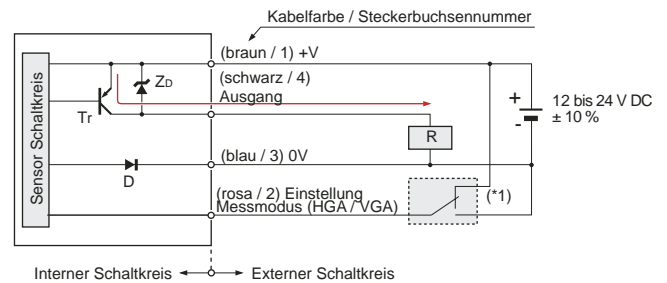 Kabelfarbe / Steckerbuchsennummer
Sensor Schaltkreis
(braun / 1) +V
ZD
(schwarz / 4)
Ausgang
Tr
+
-
12 bis 24 V DC
± 10 %
R
(blau / 3) 0V
D
(rosa / 2) Einstellung
Messmodus (HGA / VGA)
(*1)
Interner Schaltkreis
Externer Schaltkreis